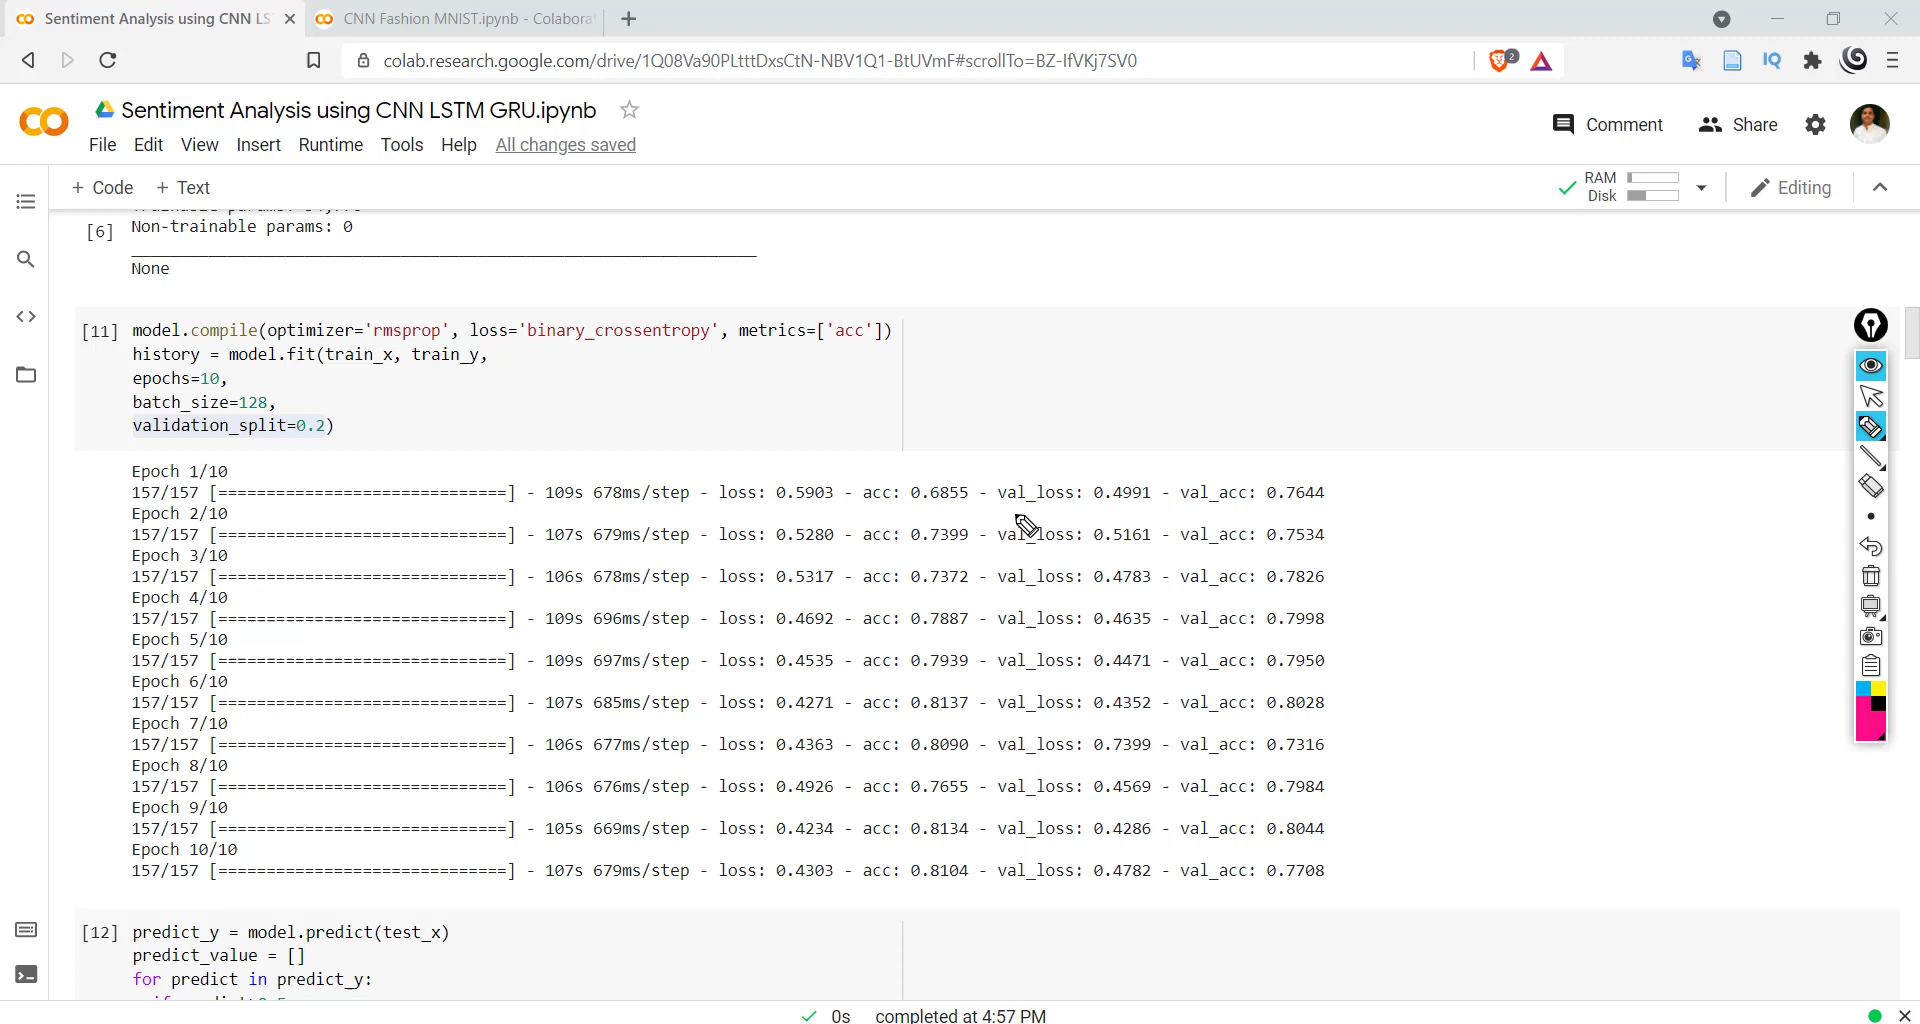 Sentiment Analysis using CNN LS
CNN Fashion MNIST.ipynb - Colabora
colab.research.google.com/drive/1Q08Va90PLtttDxsCtN-NBV1Q1-BtUVmF#scrollTo=BZ-IfVKj7SV0
2
IQ
Sentiment Analysis using CNN LSTM GRU.ipynb
File Edit View Insert Runtime Tools Help All changes saved
Comment Share
+ Code + Text
RAM
Disk
Editing
[6] Non-trainable params: 0
None
[11] model.compile(optimizer='rmsprop', loss='binary_crossentropy', metrics=['acc'])
history = model.fit(train_x, train_y,
epochs=10,
batch_size=128,
validation_split=0.2)
Epoch 1/10
157/157 [==============================] - 109s 678ms/step - loss: 0.5903 - acc: 0.6855 - val_loss: 0.4991 - val_acc: 0.7644
Epoch 2/10
157/157 [==============================] - 107s 679ms/step - loss: 0.5280 - acc: 0.7399 - val_loss: 0.5161 - val_acc: 0.7534
Epoch 3/10
157/157 [==============================] - 106s 678ms/step - loss: 0.5317 - acc: 0.7372 - val_loss: 0.4783 - val_acc: 0.7826
Epoch 4/10
157/157 [==============================] - 109s 696ms/step - loss: 0.4692 - acc: 0.7887 - val_loss: 0.4635 - val_acc: 0.7998
Epoch 5/10
157/157 [==============================] - 109s 697ms/step - loss: 0.4535 - acc: 0.7939 - val_loss: 0.4471 - val_acc: 0.7950
Epoch 6/10
157/157 [==============================] - 107s 685ms/step - loss: 0.4271 - acc: 0.8137 - val_loss: 0.4352 - val_acc: 0.8028
Epoch 7/10
157/157 [==============================] - 106s 677ms/step - loss: 0.4363 - acc: 0.8090 - val_loss: 0.7399 - val_acc: 0.7316
Epoch 8/10
157/157 [==============================] - 106s 676ms/step - loss: 0.4926 - acc: 0.7655 - val_loss: 0.4569 - val_acc: 0.7984
Epoch 9/10
157/157 [==============================] - 105s 669ms/step - loss: 0.4234 - acc: 0.8134 - val_loss: 0.4286 - val_acc: 0.8044
Epoch 10/10
157/157 [==============================] - 107s 679ms/step - loss: 0.4303 - acc: 0.8104 - val_loss: 0.4782 - val_acc: 0.7708
[12] predict_y = model.predict(test_x)
predict_value = []
for predict in predict_y:
0s completed at 4:57 PM